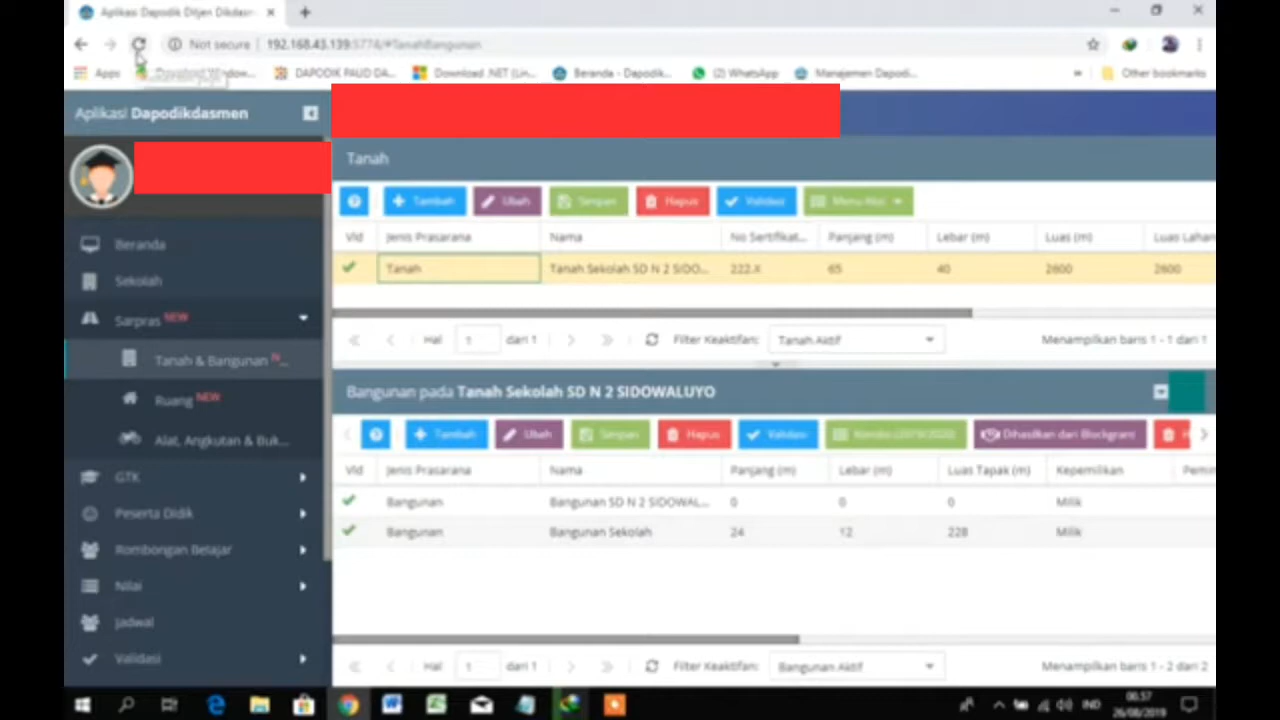 Aplikasi Dapodik Ditjen Dikdasm
Not secure 192.168.43.139:5774/#TanahBangunan
Apps DAPODIK PAUD DA... Download .NET (Lin... Beranda - Dapodik... (2) WhatsApp Manajemen Dapodi... » Other bookmarks
Aplikasi Dapodikdasmen
Beranda
Sekolah
Sarpras NEW
Tanah & Bangunan N...
Ruang NEW
Alat, Angkutan & Buk...
GTK
Peserta Didik
Rombongan Belajar
Nilai
Jadwal
Validasi
Tanah
Tambah Ubah Simpan Hapus Validasi Menu Aksi
Vld Jenis Prasarana Nama No Sertifikat... Panjang (m) Lebar (m) Luas (m) Luas Lahan
Tanah Tanah Sekolah SD N 2 SIDO... 222.X 65 40 2600 2600
Hal 1 dari 1 Filter Keaktifan: Tanah Aktif Menampilkan baris 1 - 1 dari 1
Bangunan pada Tanah Sekolah SD N 2 SIDOWALUYO
Tambah Ubah Simpan Hapus Validasi Kondisi (2019/2020) Dihasilkan dari Blockgrant H
Vld Jenis Prasarana Nama Panjang (m) Lebar (m) Luas Tapak (m) Kepemilikan Pemin
Bangunan Bangunan SD N 2 SIDOWAL... 0 0 0 Milik
Bangunan Bangunan Sekolah 24 12 228 Milik
Hal 1 dari 1 Filter Keaktifan: Bangunan Aktif Menampilkan baris 1 - 2 dari 2
IND 06.57
26/08/2019